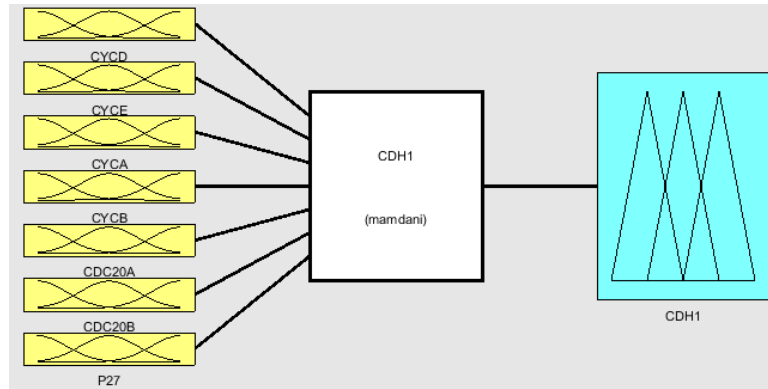 CYCD
CYCE
CYCA
CYCB
CDC20A
CDC20B
P27
CDH1
(mamdani)
CDH1